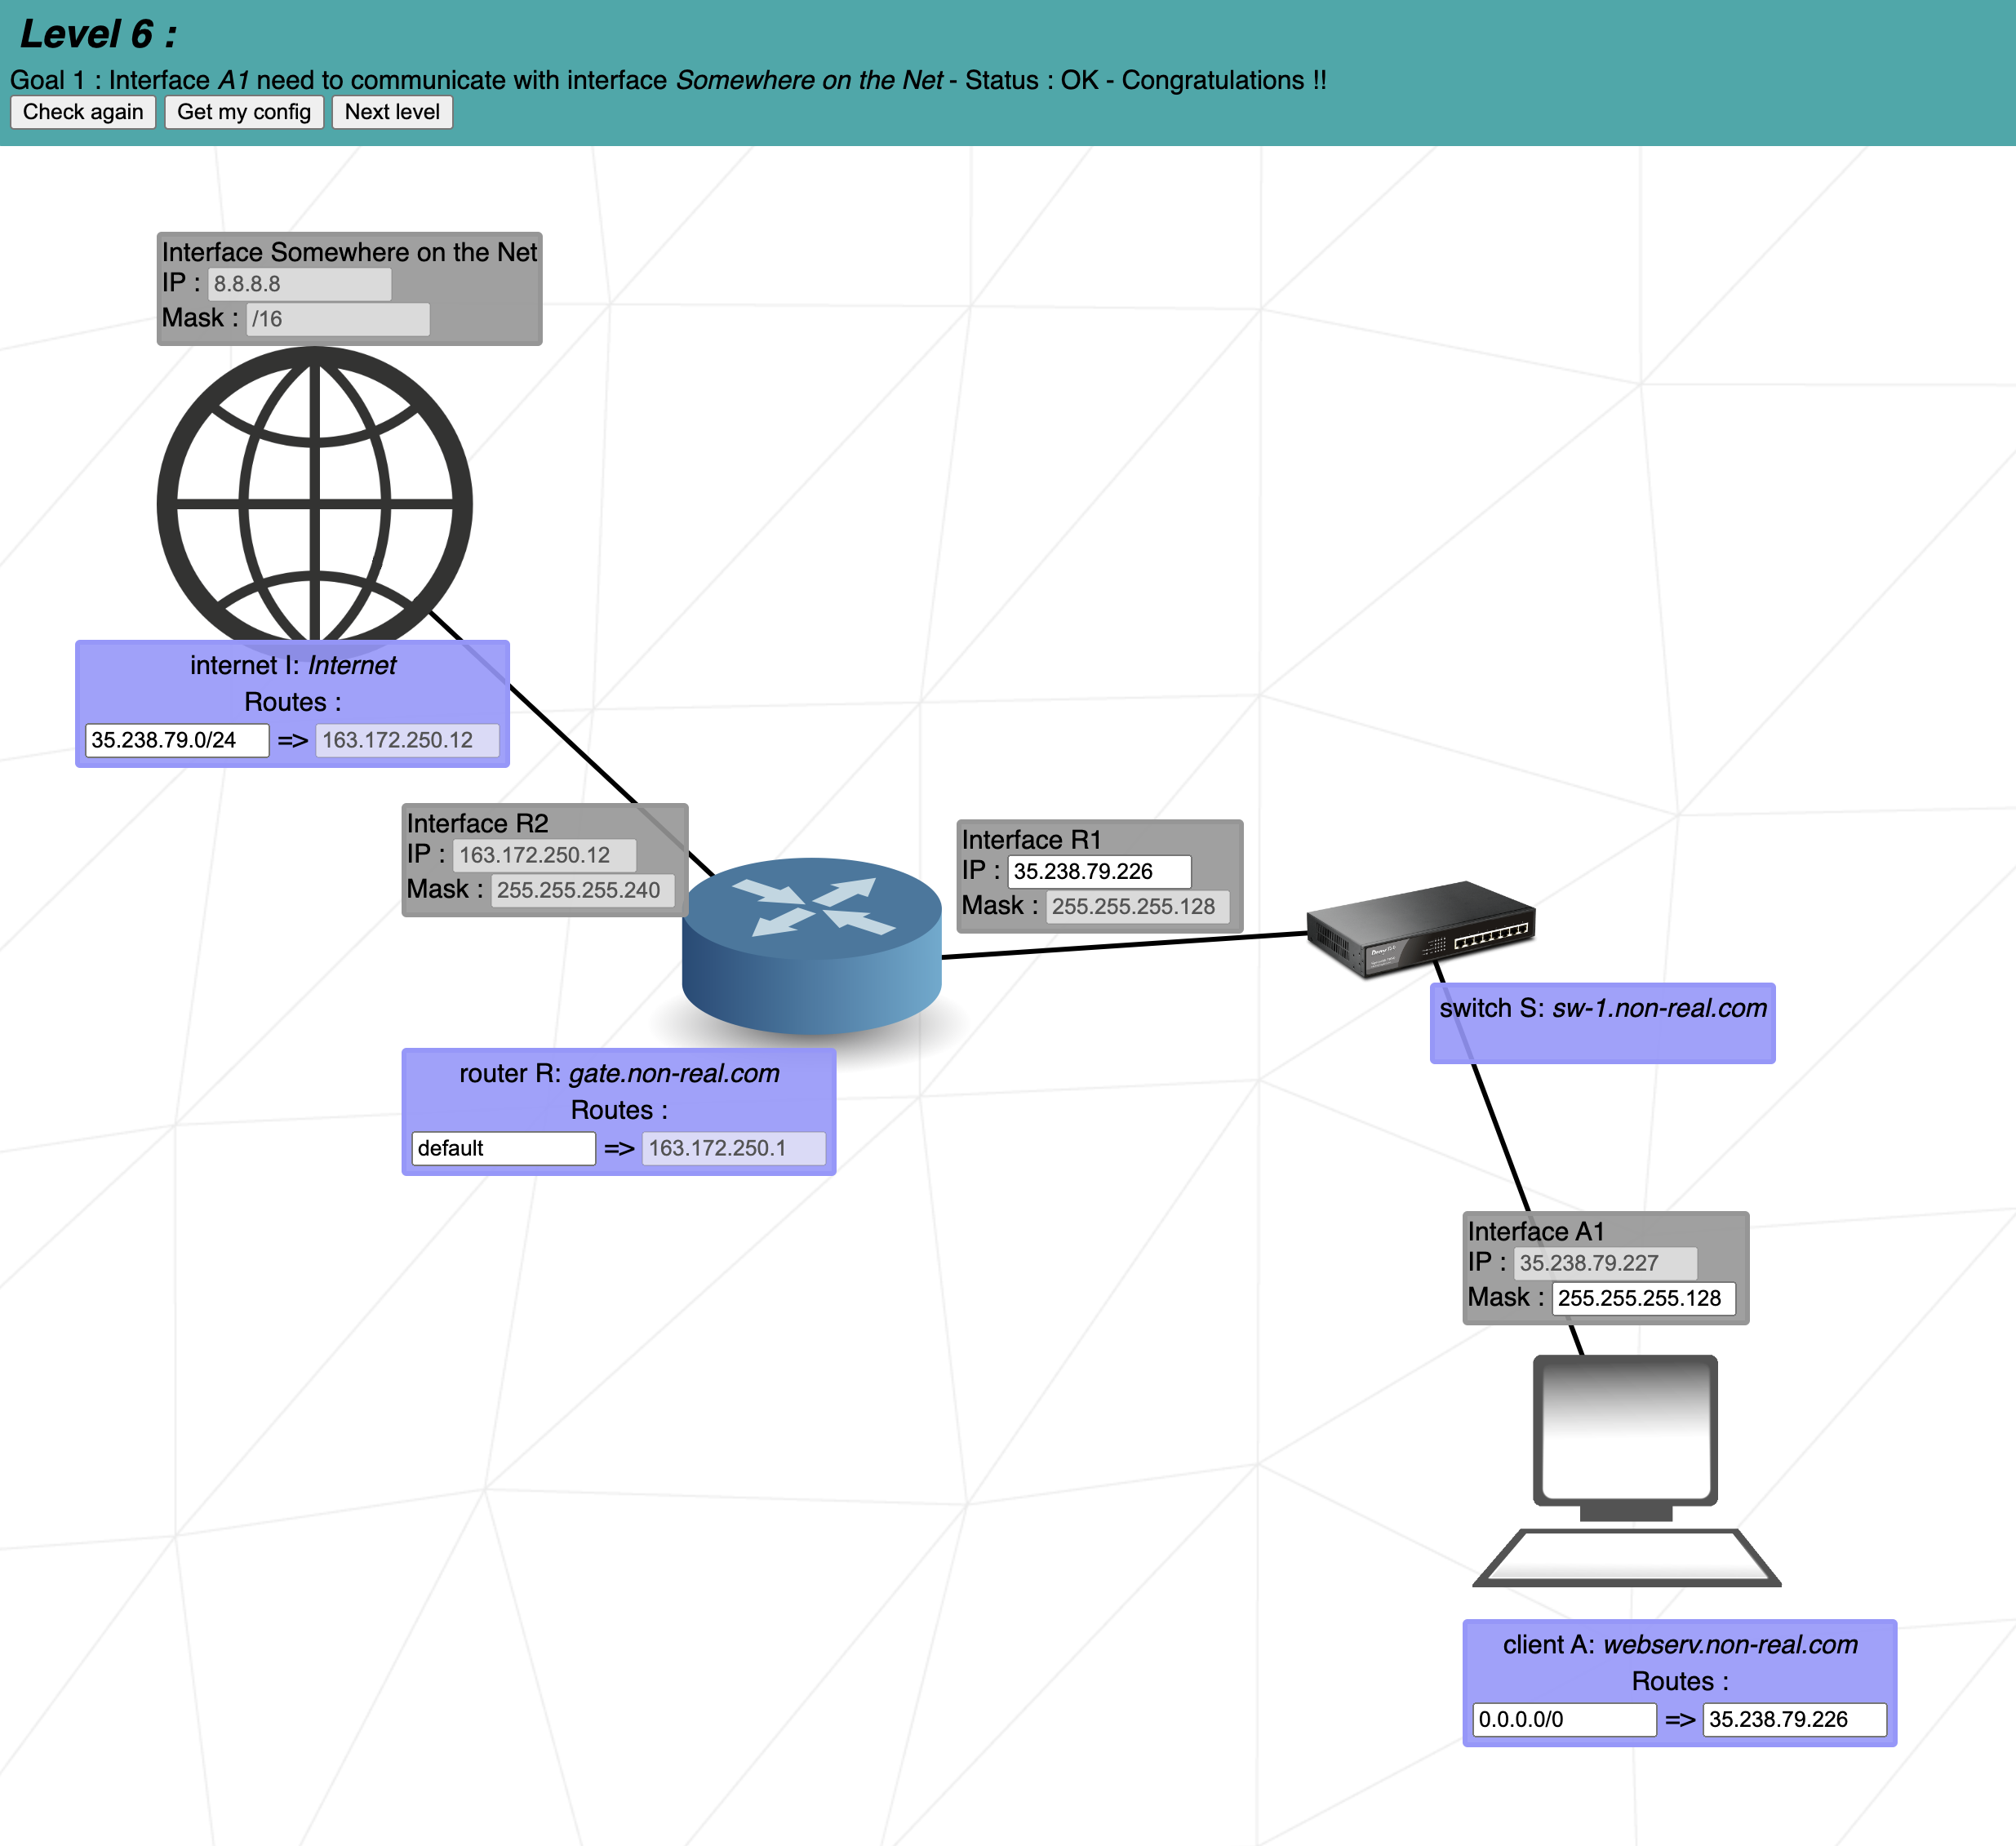 Level 6 :
Goal 1 : Interface A1 need to communicate with interface Somewhere on the Net - Status : OK - Congratulations !!
Check again Get my config Next level
Interface Somewhere on the Net
IP : 8.8.8.8
Mask : /16
internet I: Internet
Routes :
35.238.79.0/24 => 163.172.250.12
Interface R2
IP : 163.172.250.12
Mask : 255.255.255.240
Interface R1
IP : 35.238.79.226
Mask : 255.255.255.128
switch S: sw-1.non-real.com
router R: gate.non-real.com
Routes :
default => 163.172.250.1
Interface A1
IP : 35.238.79.227
Mask : 255.255.255.128
client A: webserv.non-real.com
Routes :
0.0.0.0/0 => 35.238.79.226